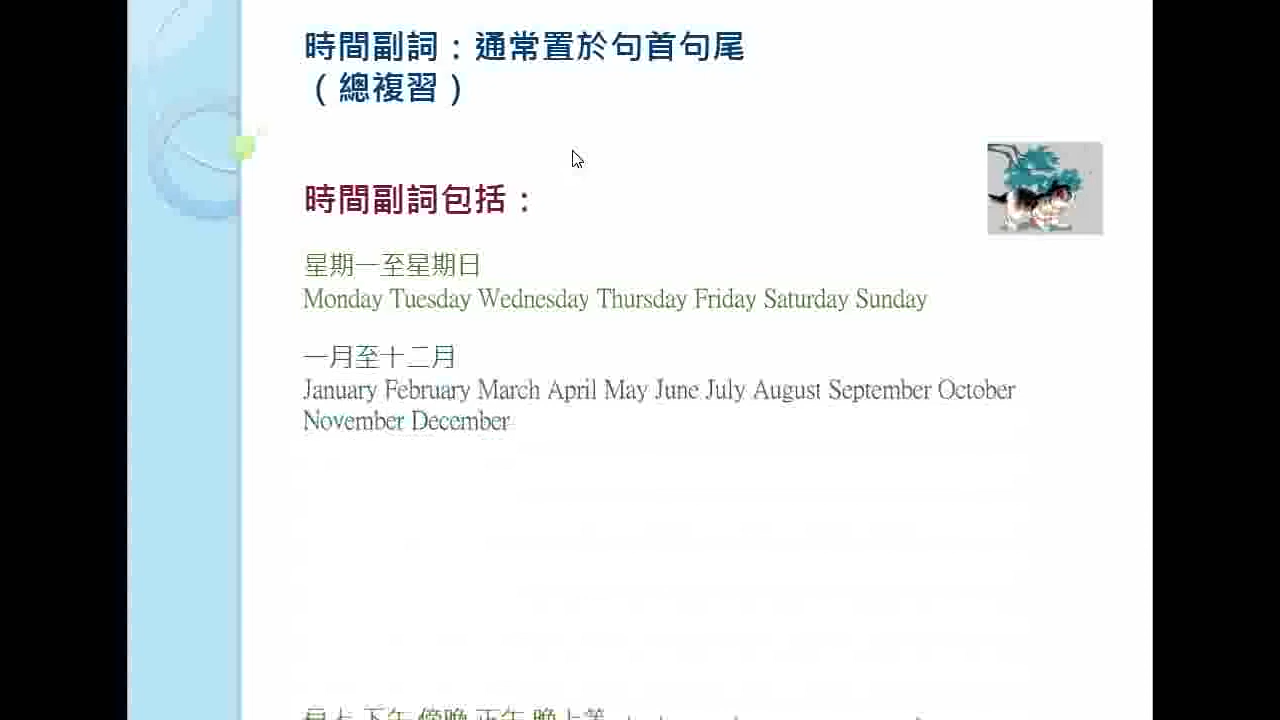 時間副詞：通常置於句首句尾
（總複習）
時間副詞包括：
星期一至星期日
Monday Tuesday Wednesday Thursday Friday Saturday Sunday
一月至十二月
January February March April May June July August September October
November December